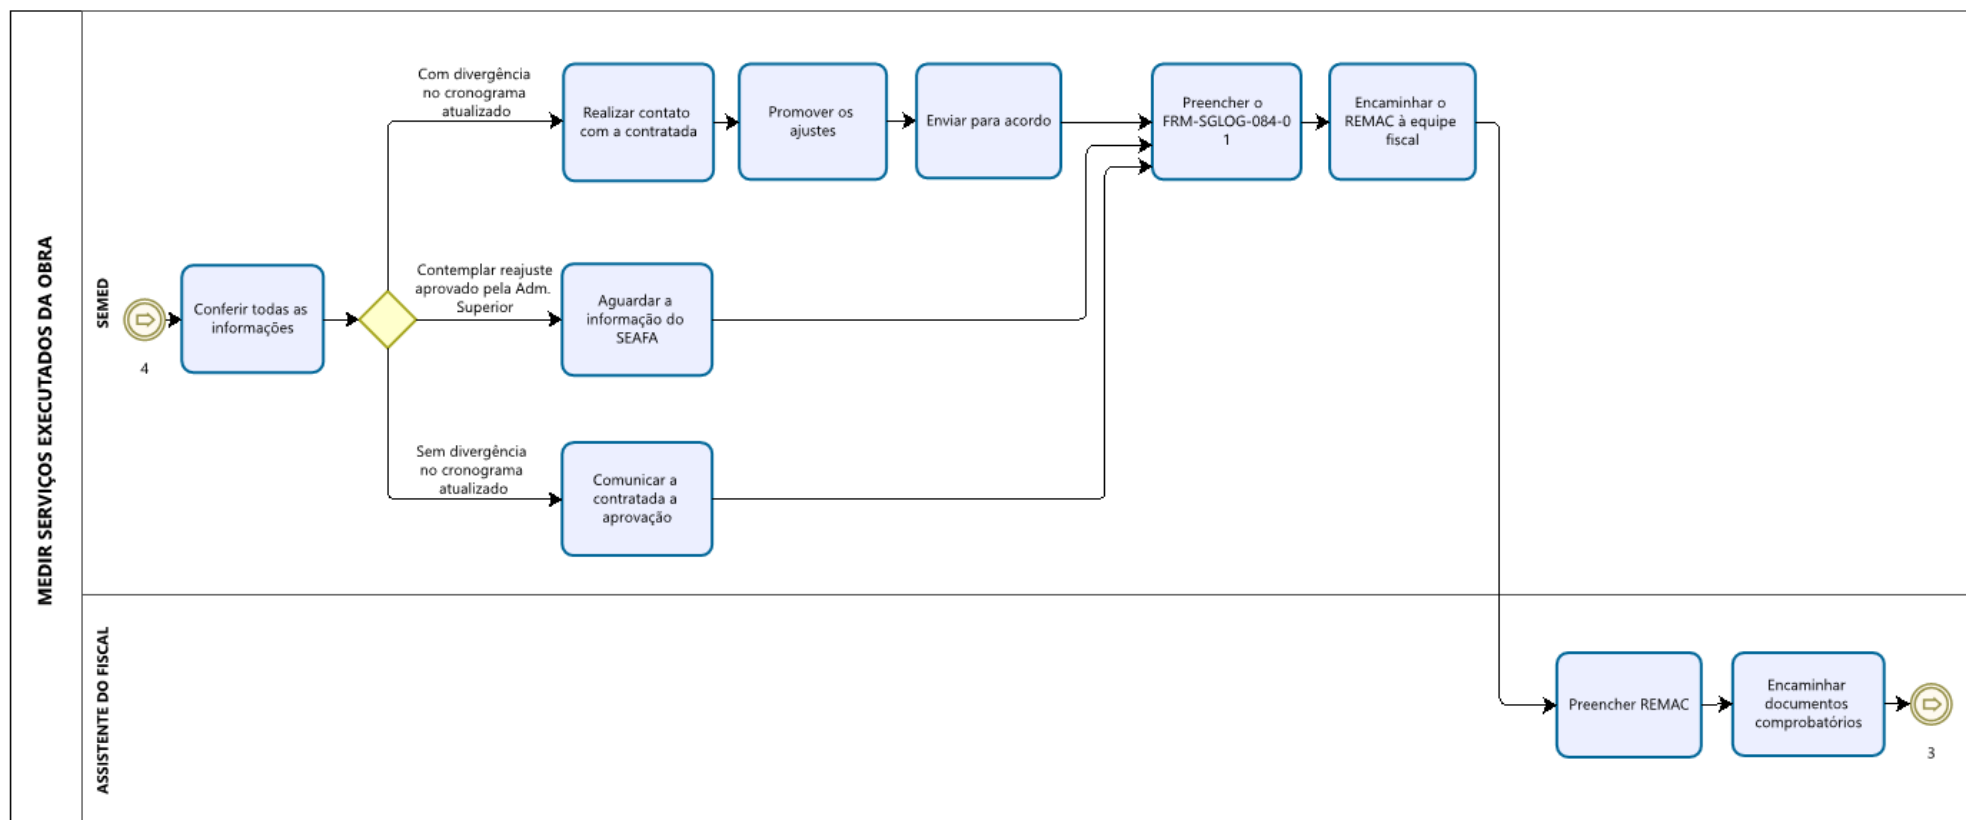 MEDIR SERVIÇOS EXECUTADOS DA OBRA
SEMED
4
Conferir todas as
informações
Com divergência
no cronograma
atualizado
Realizar contato
com a contratada
Promover os
ajustes
Enviar para acordo
Preencher o
FRM-SGLOG-084-0
1
Encaminhar o
REMAC à equipe
fiscal
Contemplar reajuste
aprovado pela Adm.
Superior
Aguardar a
informação do
SEAFA
Sem divergência
no cronograma
atualizado
Comunicar a
contratada a
aprovação
ASSISTENTE DO FISCAL
Preencher REMAC
Encaminhar
documentos
comprobatórios
3